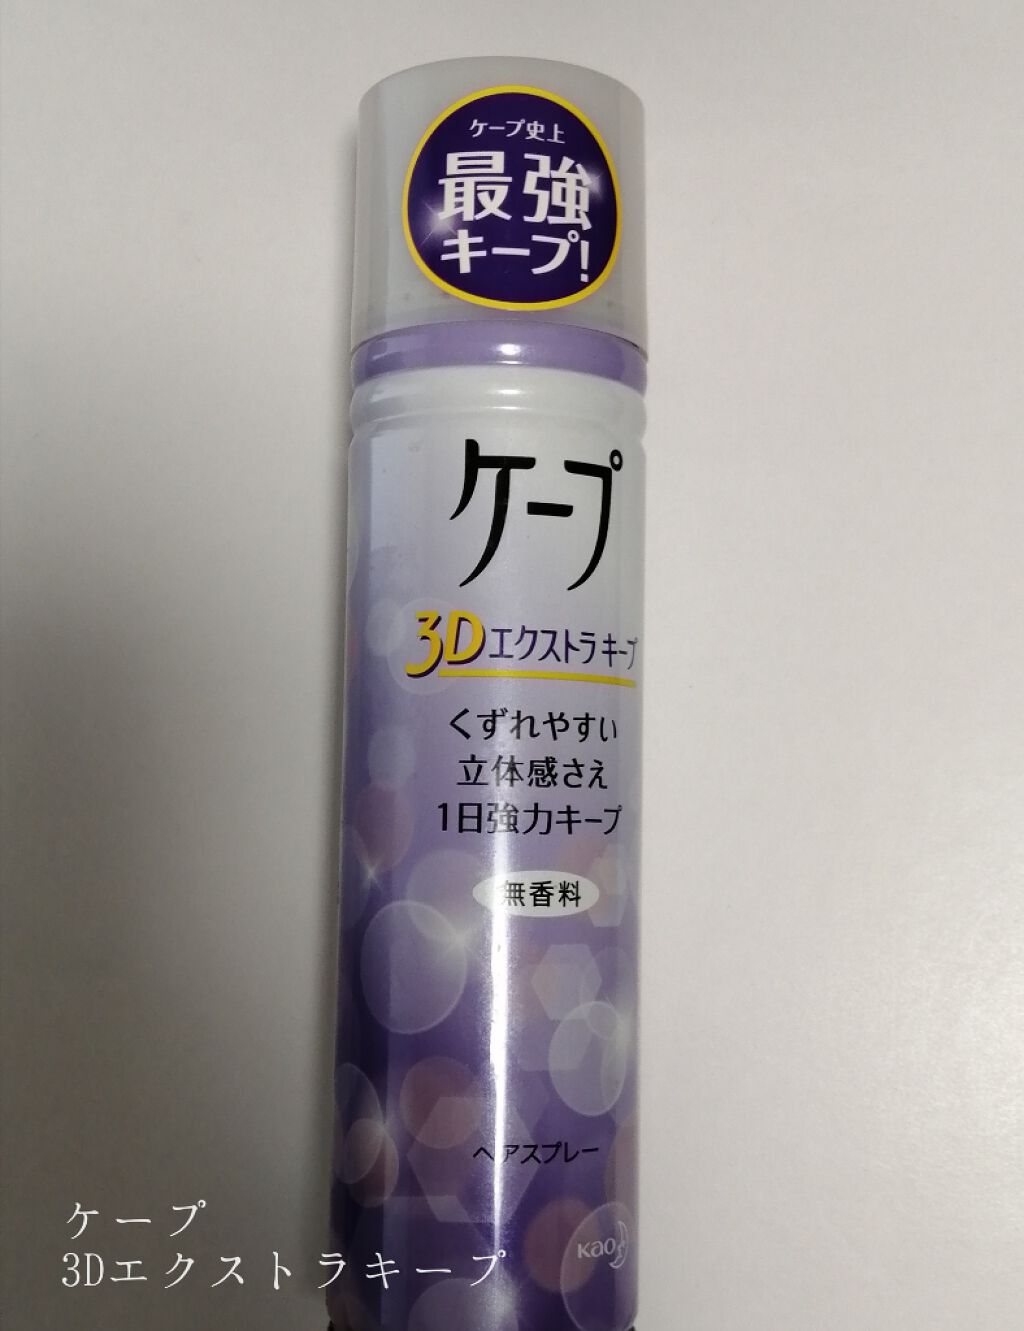 ケープ史上
最強
キープ!
ケープ
3Dエクストラキープ
くずれやすい
立体感さえ
1日強力キープ
無香料
ヘアスプレー
Kao
ケープ
3Dエクストラキープ